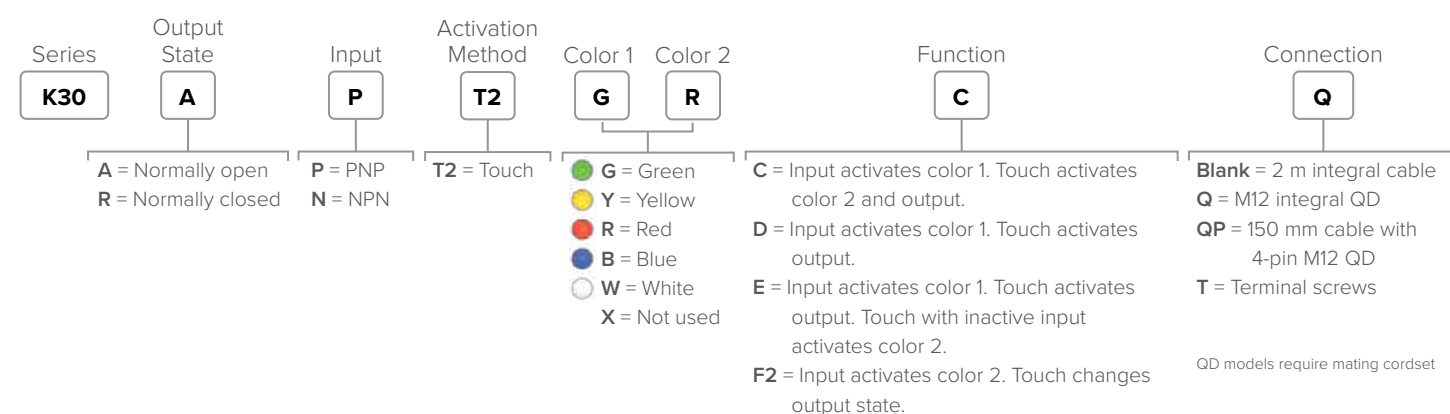 Series
Output
State
Input
Activation
Method
Color 1
Color 2
Function
Connection
K30
A
P
T2
G
R
C
Q
A = Normally open
R = Normally closed
P = PNP
N = NPN
T2 = Touch
G = Green
Y = Yellow
R = Red
B = Blue
W = White
X = Not used
C = Input activates color 1. Touch activates
color 2 and output.
D = Input activates color 1. Touch activates
output.
E = Input activates color 1. Touch activates
output. Touch with inactive input
activates color 2.
F2 = Input activates color 2. Touch changes
output state.
Blank = 2 m integral cable
Q = M12 integral QD
QP = 150 mm cable with
4-pin M12 QD
T = Terminal screws
QD models require mating cordset